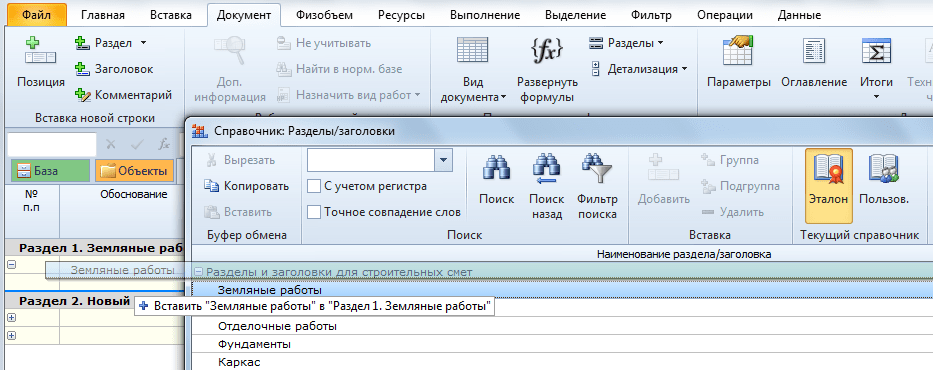 Файл Главная Вставка Документ Физобъем Ресурсы Выполнение Выделение Фильтр Операции Данные
Позиция
Раздел
Заголовок
Комментарий
Вставка новой строки
Доп. информация
Не учитывать
Найти в норм. базе
Назначить вид работ
Вид документа
Развернуть формулы
Разделы
Детализация
Параметры
Оглавление
Итоги
База
Объекты
№ п.п
Обоснование
Раздел 1. Земляные раб
Земляные работы
Раздел 2. Новый
Справочник: Разделы/заголовки
Вырезать
Копировать
Вставить
Буфер обмена
С учетом регистра
Точное совпадение слов
Поиск
Поиск назад
Фильтр поиска
Поиск
Добавить
Группа
Подгруппа
Удалить
Вставка
Эталон
Пользов.
Текущий справочник
Наименование раздела/заголовка
Разделы и заголовки для строительных смет
Земляные работы
Вставить "Земляные работы" в "Раздел 1. Земляные работы"
Отделочные работы
Фундаменты
Каркас